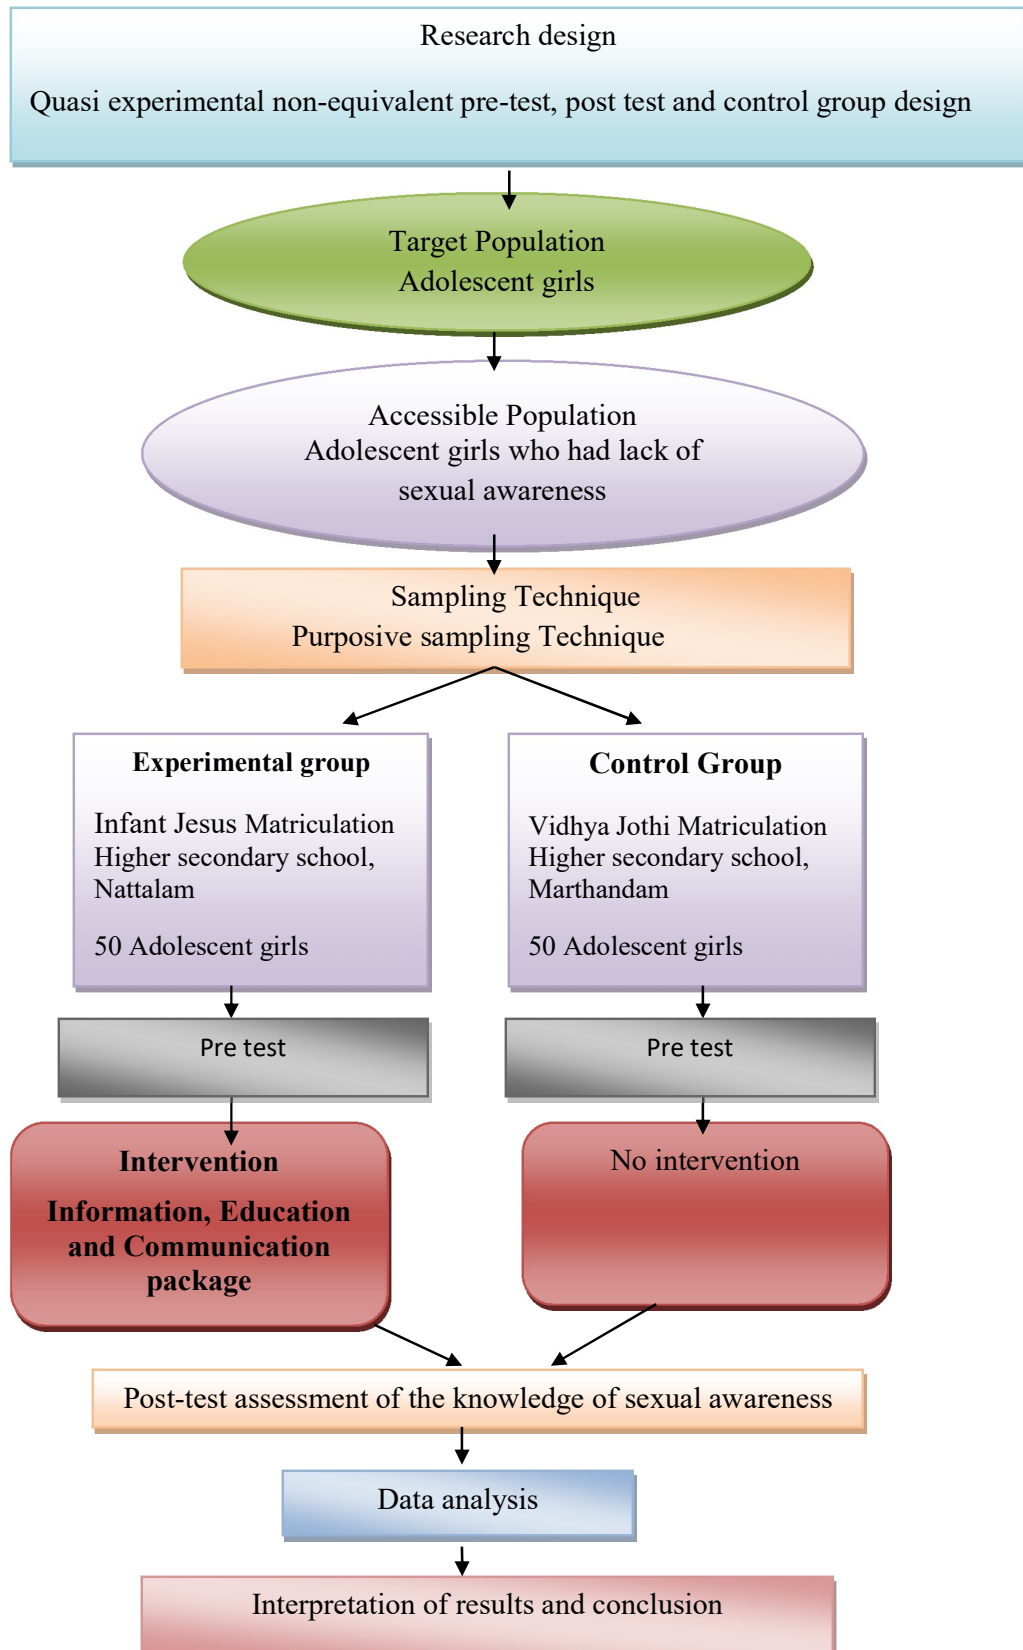 Research design
Quasi experimental non-equivalent pre-test, post test and control group design
Target Population
Adolescent girls
Accessible Population
Adolescent girls who had lack of
sexual awareness
Sampling Technique
Purposive sampling Technique
Experimental group
Infant Jesus Matriculation
Higher secondary school,
Nattalam
50 Adolescent girls
Control Group
Vidhya Jothi Matriculation
Higher secondary school,
Marthandam
50 Adolescent girls
Pre test
Pre test
Intervention
Information, Education
and Communication
package
No intervention
Post-test assessment of the knowledge of sexual awareness
Data analysis
Interpretation of results and conclusion